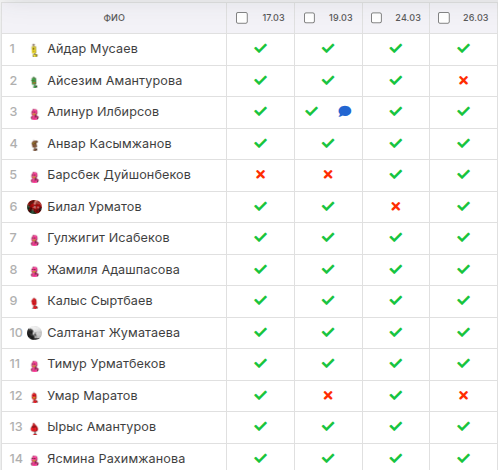 ФИО 17.03 19.03 24.03 26.03
1 Айдар Мусаев
2 Айсезим Амантурова
3 Алинур Илбирсов
4 Анвар Касымжанов
5 Барсбек Дуйшонбеков
6 Билал Урматов
7 Гулжигит Исабеков
8 Жамиля Адашпасова
9 Калыс Сыртбаев
10 Салтанат Жуматаева
11 Тимур Урматбеков
12 Умар Маратов
13 Ырыс Амантуров
14 Ясмина Рахимжанова